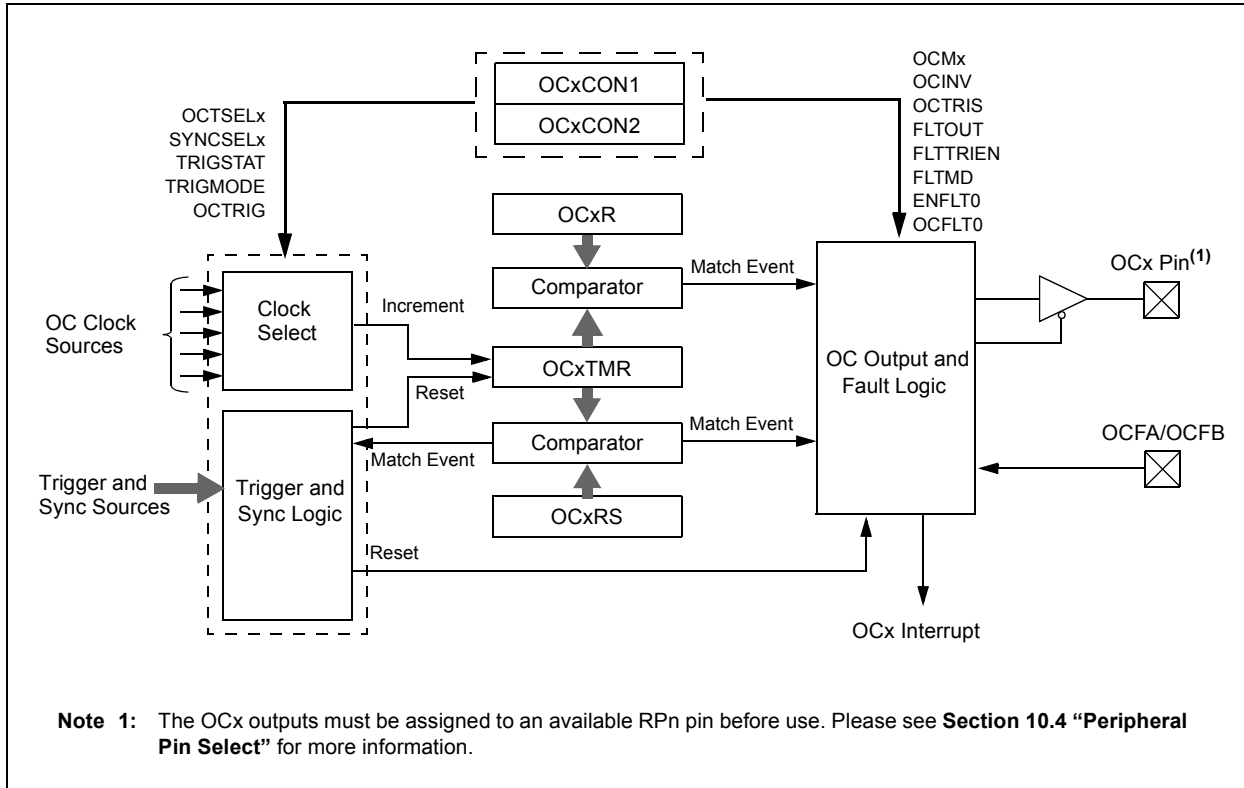 OCxCON1
OCxCON2
OCTSELx
SYNCSELx
TRIGSTAT
TRIGMODE
OCTRIG
OCMx
OCINV
OCTRIS
FLTOUT
FLTTRIEN
FLTMD
ENFLT0
OCFLT0
OCxR
Comparator
Match Event
OC Clock
Sources
Clock
Select
Increment
OCxTMR
Reset
OC Output and
Fault Logic
OCx Pin(1)
Comparator
Match Event
Match Event
OCFA/OCFB
Trigger and
Sync Sources
Trigger and
Sync Logic
OCxRS
Reset
OCx Interrupt
Note 1: The OCx outputs must be assigned to an available RPn pin before use. Please see Section 10.4 “Peripheral
Pin Select” for more information.